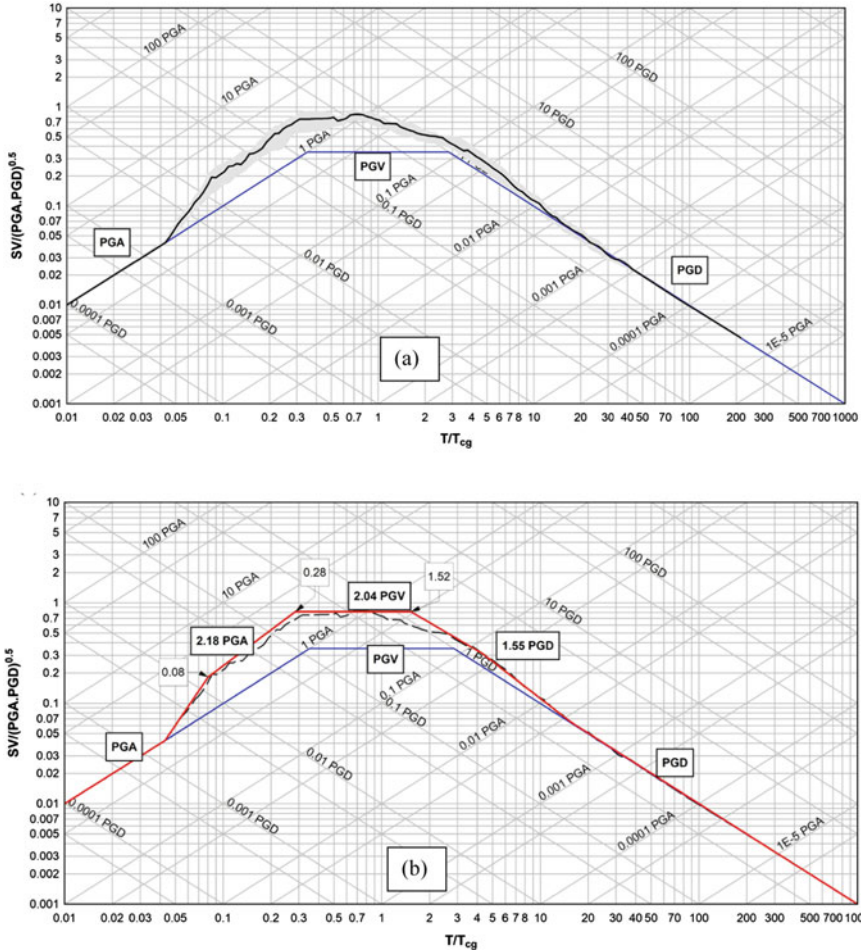 10
7
5
3
2
1
0.7
0.5
0.3
0.2
0.1
0.07
0.05
0.03
0.02
0.01
0.007
0.005
0.003
0.002
0.001
SV/(PGA.PGD)^0.5
100 PGA
10 PGA
1 PGA
0.1 PGA
0.01 PGA
0.001 PGA
0.0001 PGA
1E-5 PGA
100 PGD
10 PGD
0.1 PGD
0.01 PGD
0.001 PGD
0.0001 PGD
PGA
PGV
PGD
(a)
0.01 0.02 0.03 0.05 0.1 0.2 0.3 0.4 0.5 0.7 1 2 3 4 5 6 7 8 10 20 30 40 50 70 100 200 300 500 700 1000
T/Tcg
10
7
5
3
2
1
0.7
0.5
0.3
0.2
0.1
0.07
0.05
0.03
0.02
0.01
0.007
0.005
0.003
0.002
0.001
SV/(PGA.PGD)^0.5
100 PGA
10 PGA
1 PGA
0.1 PGA
0.01 PGA
0.001 PGA
0.0001 PGA
1E-5 PGA
100 PGD
10 PGD
1 PGD
0.1 PGD
0.01 PGD
0.001 PGD
0.0001 PGD
0.28
1.52
0.08
2.04 PGV
2.18 PGA
1.55 PGD
PGV
PGA
PGD
(b)
0.01 0.02 0.03 0.05 0.1 0.2 0.3 0.4 0.5 0.7 1 2 3 4 5 6 7 8 10 20 30 40 50 70 100 200 300 500 700 100
T/Tcg